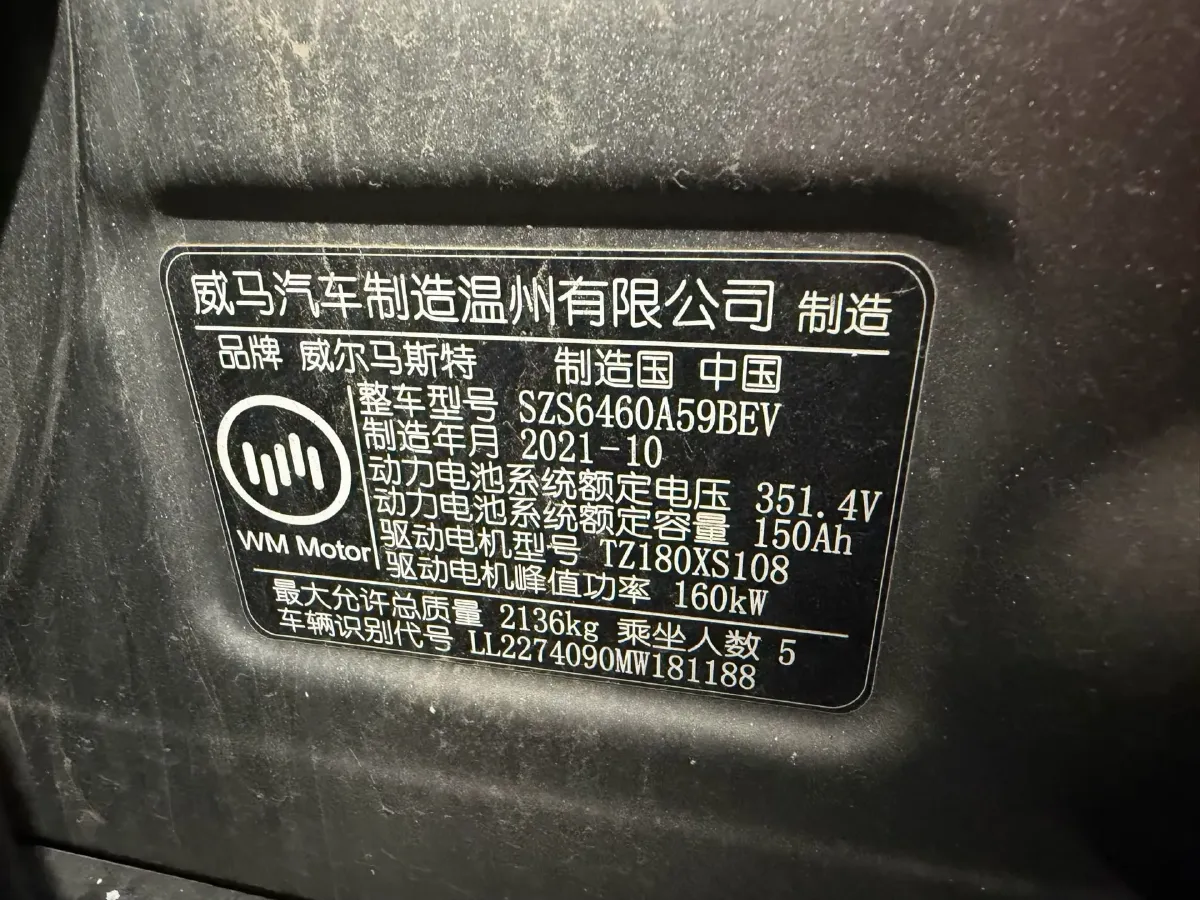 威马汽车制造温州有限公司 制造
品牌 威尔马斯特 制造国 中国
整车型号 SZS6460A59BEV
制造年月 2021-10
动力电池系统额定电压 351.4V
动力电池系统额定容量 150Ah
驱动电机型号 TZ180XS108
驱动电机峰值功率 160kW
WM Motor
最大允许总质量 2136kg 乘坐人数 5
车辆识别代号 LL2274090MW181188